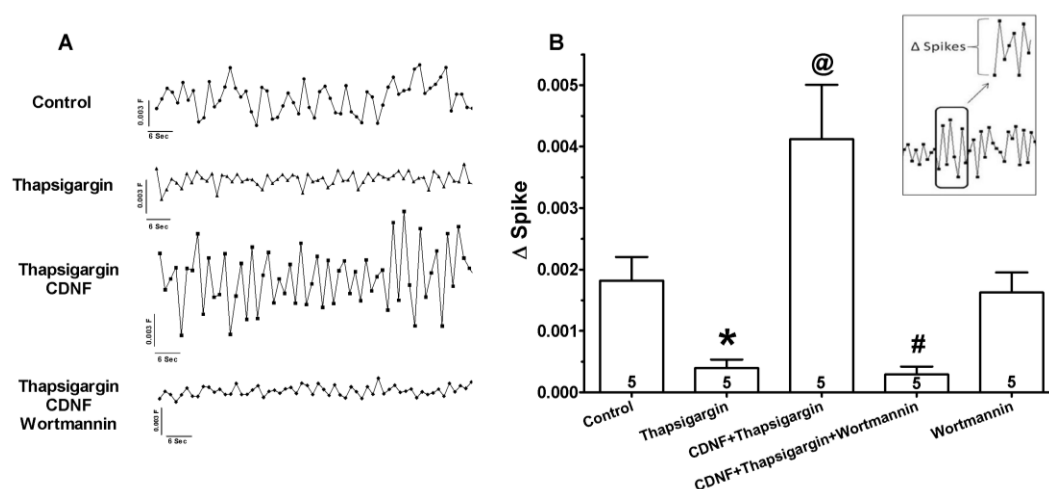 A
Control
0.003 F
6 Sec
Thapsigargin
0.003 F
6 Sec
Thapsigargin
CDNF
0.003 F
6 Sec
Thapsigargin
CDNF
Wortmannin
0.003 F
6 Sec
B
Δ Spike
0.005
0.004
0.003
0.002
0.001
0.000
@
*
#
5
5
5
5
5
Control
Thapsigargin
CDNF+Thapsigargin
CDNF+Thapsigargin+Wortmannin
Wortmannin
Δ Spikes